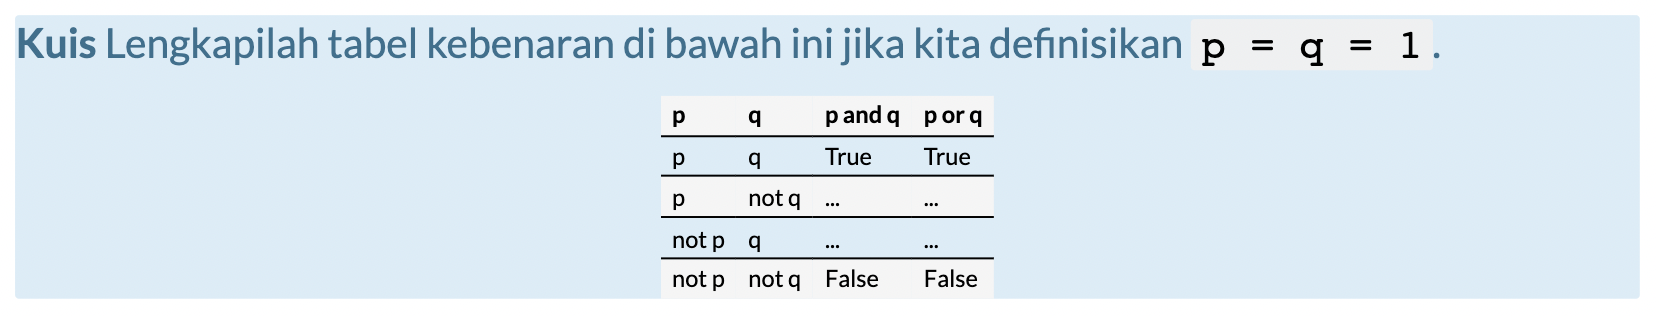 Kuis Lengkapilah tabel kebenaran di bawah ini jika kita definisikan p = q = 1.
p q p and q p or q
p q True True
p not q ... ...
not p q ... ...
not p not q False False